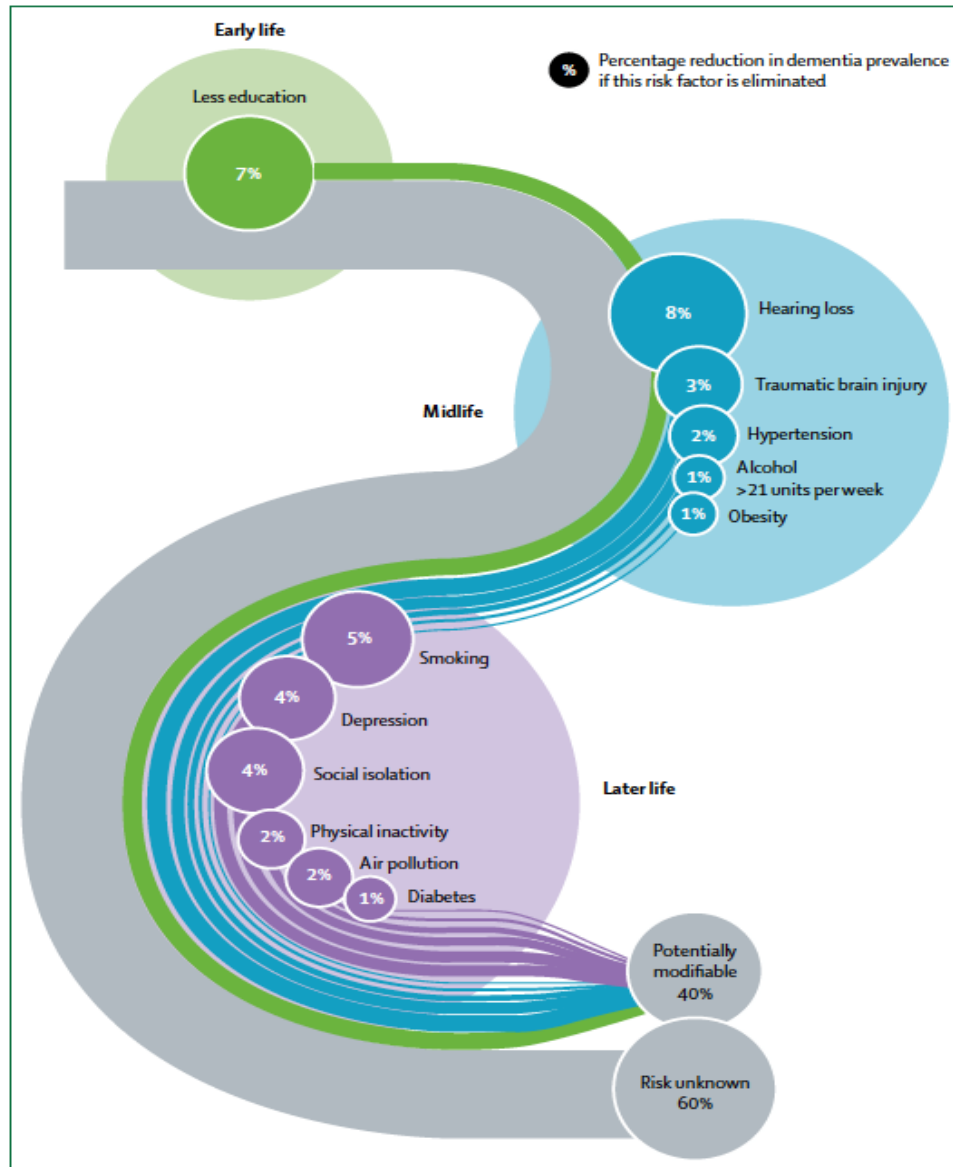 Early life
% Percentage reduction in dementia prevalence
if this risk factor is eliminated
Less education
7%
8%
Hearing loss
3%
Traumatic brain injury
Midlife
2%
Hypertension
1%
Alcohol
>21 units per week
1%
Obesity
5%
Smoking
4%
Depression
4%
Social isolation
Later life
2%
Physical inactivity
2%
Air pollution
1%
Diabetes
Potentially
modifiable
40%
Risk unknown
60%